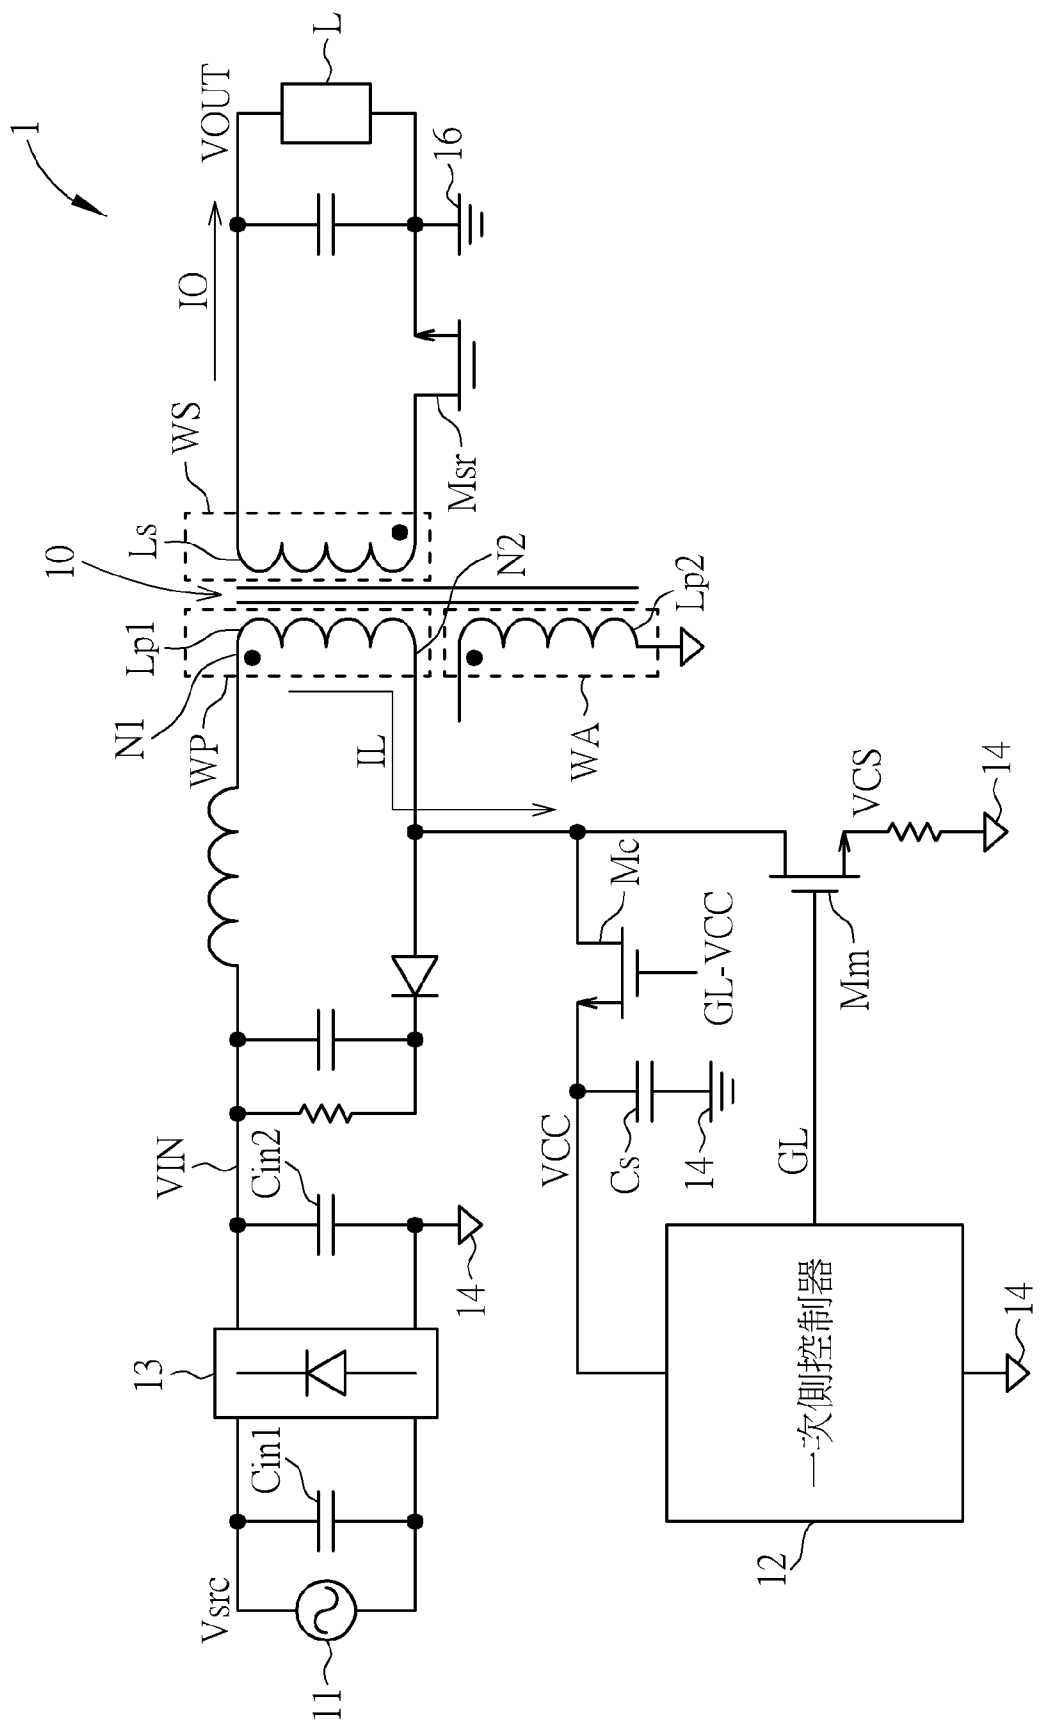 1
Vsrc
11
Cin1
13
Cin2
14
VIN
N1
WP
Lp1
10
Ls
WS
IO
VOUT
L
16
Msr
N2
IL
WA
Lp2
VCC
Cs
14
Mc
GL-VCC
Mm
VCS
14
GL
12
一次側控制器
14